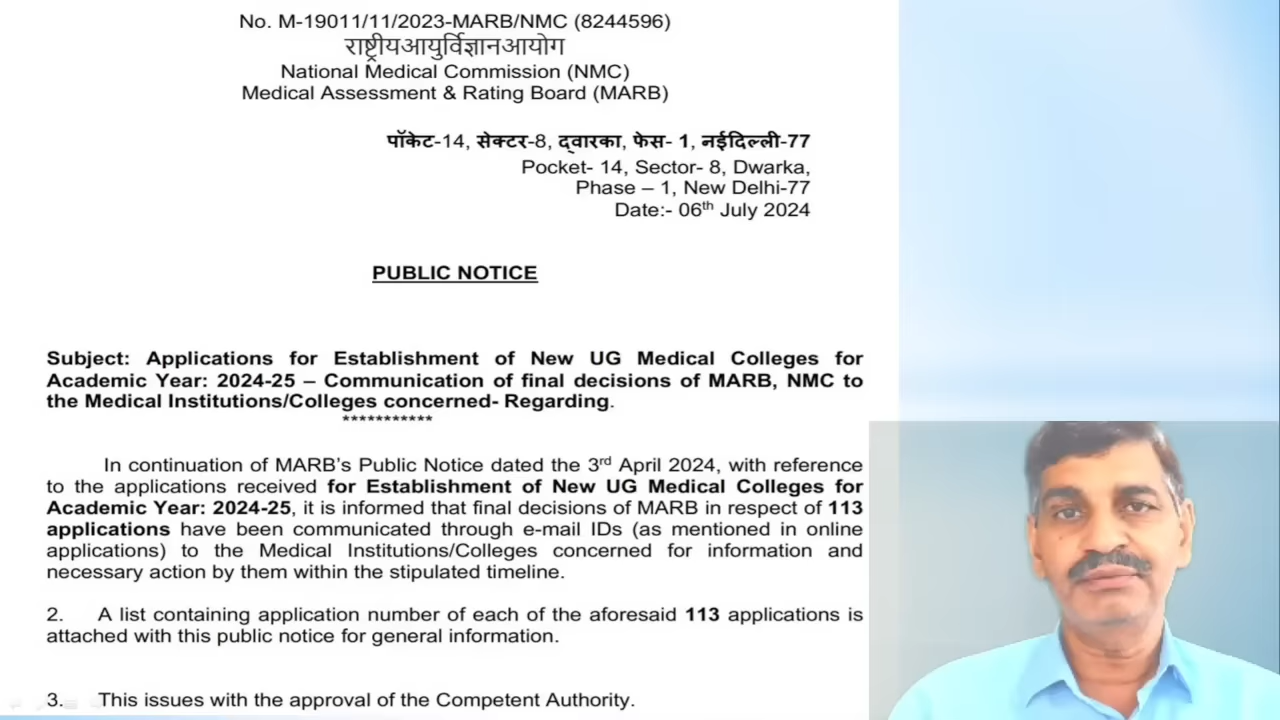 No. M-19011/11/2023-MARB/NMC (8244596)
राष्ट्रीयआयुर्विज्ञानआयोग
National Medical Commission (NMC)
Medical Assessment & Rating Board (MARB)
पॉकेट-14, सेक्टर-8, द्वारका, फेस- 1, नईदिल्ली-77
Pocket- 14, Sector- 8, Dwarka,
Phase – 1, New Delhi-77
Date:- 06th July 2024
PUBLIC NOTICE
Subject: Applications for Establishment of New UG Medical Colleges for
Academic Year: 2024-25 – Communication of final decisions of MARB, NMC to
the Medical Institutions/Colleges concerned- Regarding.
***********
In continuation of MARB's Public Notice dated the 3rd April 2024, with reference
to the applications received for Establishment of New UG Medical Colleges for
Academic Year: 2024-25, it is informed that final decisions of MARB in respect of 113
applications have been communicated through e-mail IDs (as mentioned in online
applications) to the Medical Institutions/Colleges concerned for information and
necessary action by them within the stipulated timeline.
2. A list containing application number of each of the aforesaid 113 applications is
attached with this public notice for general information.
3. This issues with the approval of the Competent Authority.